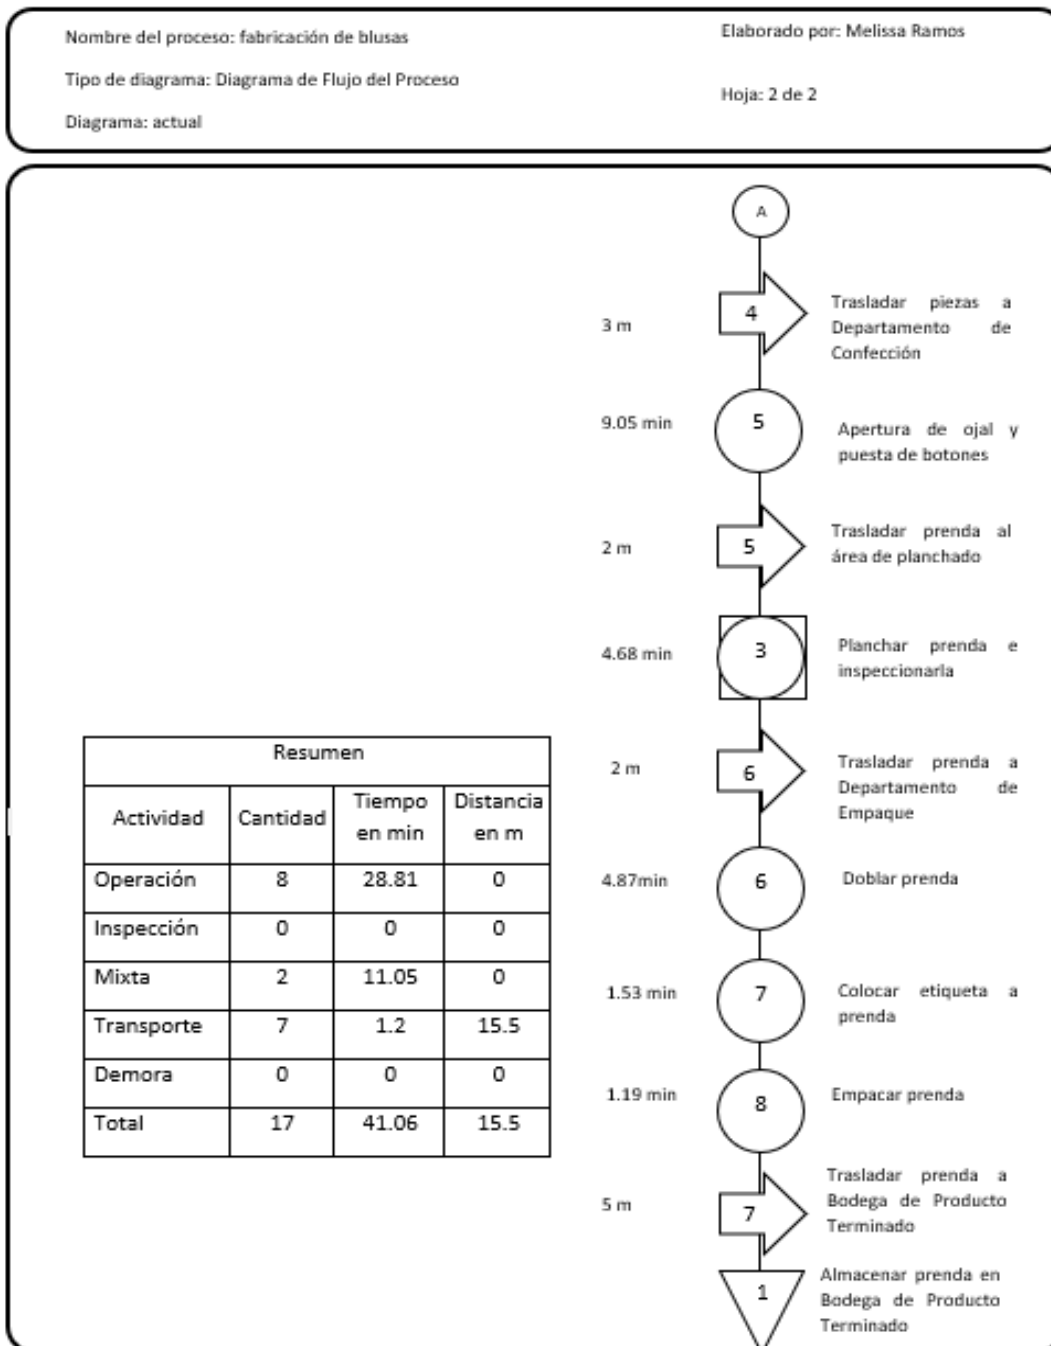 Nombre del proceso: fabricación de blusas
Elaborado por: Melissa Ramos
Tipo de diagrama: Diagrama de Flujo del Proceso
Hoja: 2 de 2
Diagrama: actual
A
3 m
4
Trasladar piezas a
Departamento de
Confección
9.05 min
5
Apertura de ojal y
puesta de botones
2 m
5
Trasladar prenda al
área de planchado
4.68 min
3
Planchar prenda e
inspeccionarla
2 m
6
Trasladar prenda a
Departamento de
Empaque
4.87min
6
Doblar prenda
1.53 min
7
Colocar etiqueta a
prenda
1.19 min
8
Empacar prenda
5 m
7
Trasladar prenda a
Bodega de Producto
Terminado
1
Almacenar prenda en
Bodega de Producto
Terminado
Resumen
Actividad Cantidad Tiempo en min Distancia en m
Operación 8 28.81 0
Inspección 0 0 0
Mixta 2 11.05 0
Transporte 7 1.2 15.5
Demora 0 0 0
Total 17 41.06 15.5